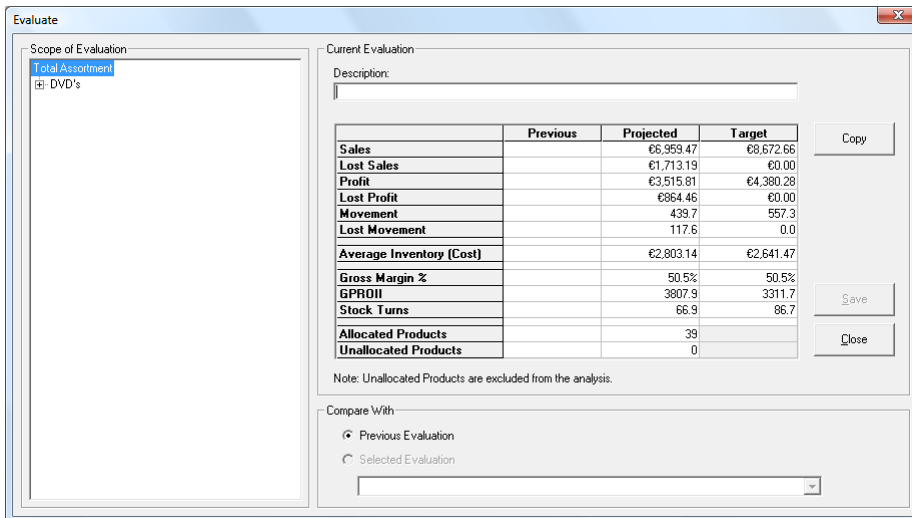 Evaluate
x
Scope of Evaluation
Total Assortment
DVD's
Current Evaluation
Description:
Previous Projected Target
Sales €6,959.47 €8,672.66
Lost Sales €1,713.19 €0.00
Profit €3,515.81 €4,380.28
Lost Profit €864.46 €0.00
Movement 439.7 557.3
Lost Movement 117.6 0.0
Average Inventory (Cost) €2,803.14 €2,641.47
Gross Margin % 50.5% 50.5%
GPROII 3807.9 3311.7
Stock Turns 66.9 86.7
Allocated Products 39
Unallocated Products 0
Note: Unallocated Products are excluded from the analysis.
Copy
Save
Close
Compare With
Previous Evaluation
Selected Evaluation